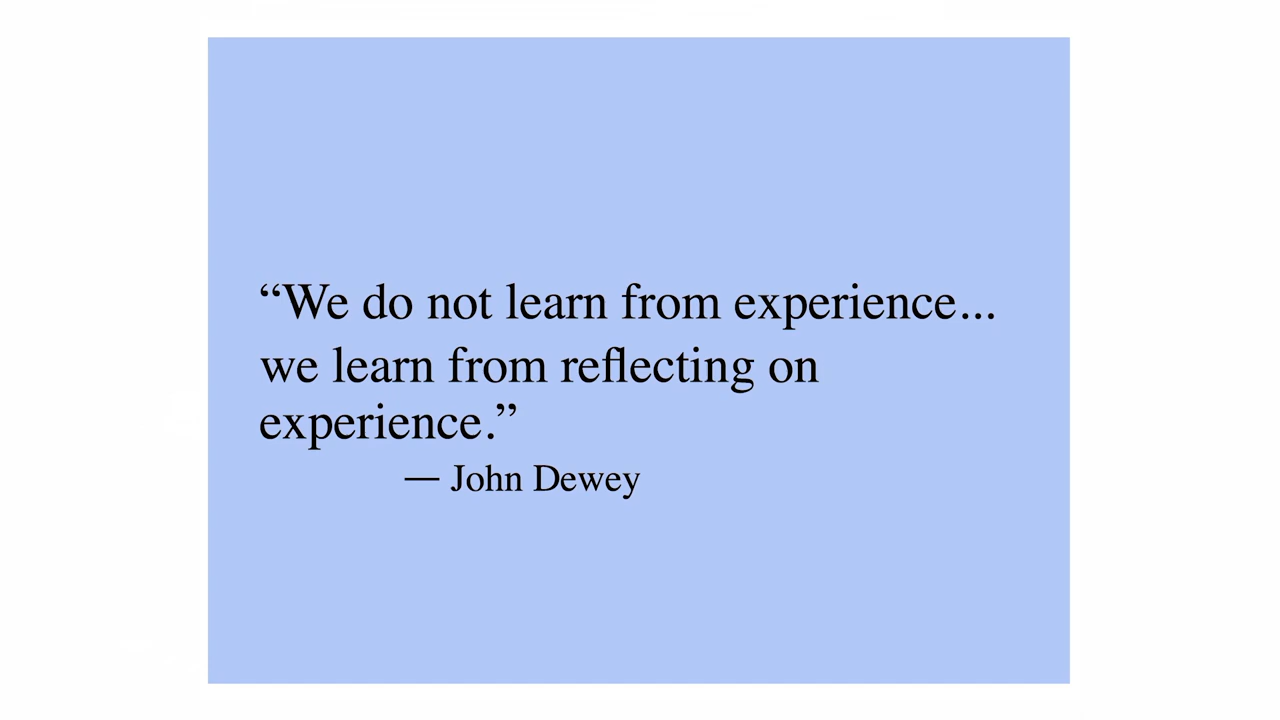 “We do not learn from experience...
we learn from reflecting on
experience.”
— John Dewey